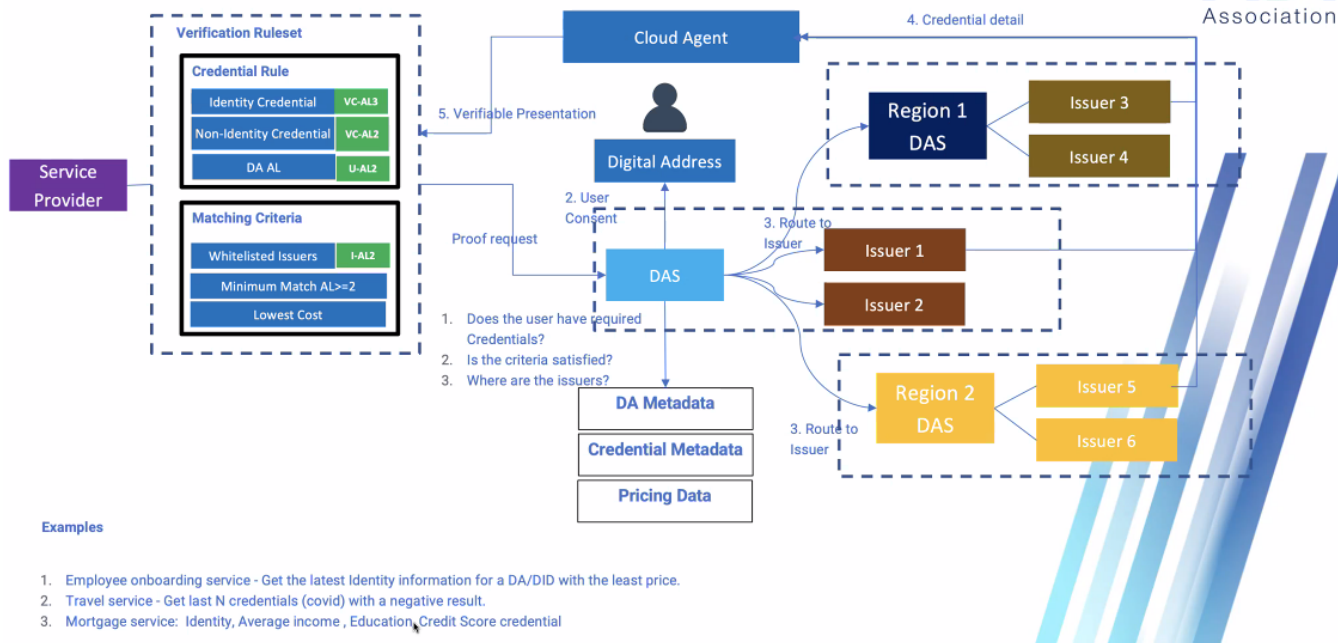 Association
4. Credential detail
Cloud Agent
Verification Ruleset
Credential Rule
Identity Credential VC-AL3
Non-Identity Credential VC-AL2
DA AL U-AL2
5. Verifiable Presentation
Region 1
DAS
Issuer 3
Issuer 4
Digital Address
Service
Provider
2. User
Consent
Matching Criteria
Whitelisted Issuers I-AL2
Minimum Match AL>=2
Lowest Cost
Proof request
3. Route to
Issuer
DAS
Issuer 1
Issuer 2
1. Does the user have required
Credentials?
2. Is the criteria satisfied?
3. Where are the issuers?
Region 2
DAS
Issuer 5
Issuer 6
3. Route to
Issuer
DA Metadata
Credential Metadata
Pricing Data
Examples
1. Employee onboarding service - Get the latest Identity information for a DA/DID with the least price.
2. Travel service - Get last N credentials (covid) with a negative result.
3. Mortgage service: Identity, Average income , Education, Credit Score credential